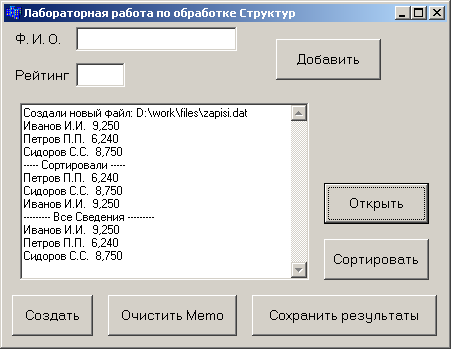 Лабораторная работа по обработке Структур
Ф. И. О.
Добавить
Рейтинг
Создали новый файл: D:\work\files\zapisi.dat
Иванов И.И.  9,250
Петров П.П.  6,240
Сидоров С.С.  8,750
----- Сортировали -----
Петров П.П.  6,240
Сидоров С.С.  8,750
Иванов И.И.  9,250
--------- Все Сведения ---------
Иванов И.И.  9,250
Петров П.П.  6,240
Сидоров С.С.  8,750
Открыть
Сортировать
Создать
Очистить Memo
Сохранить результаты